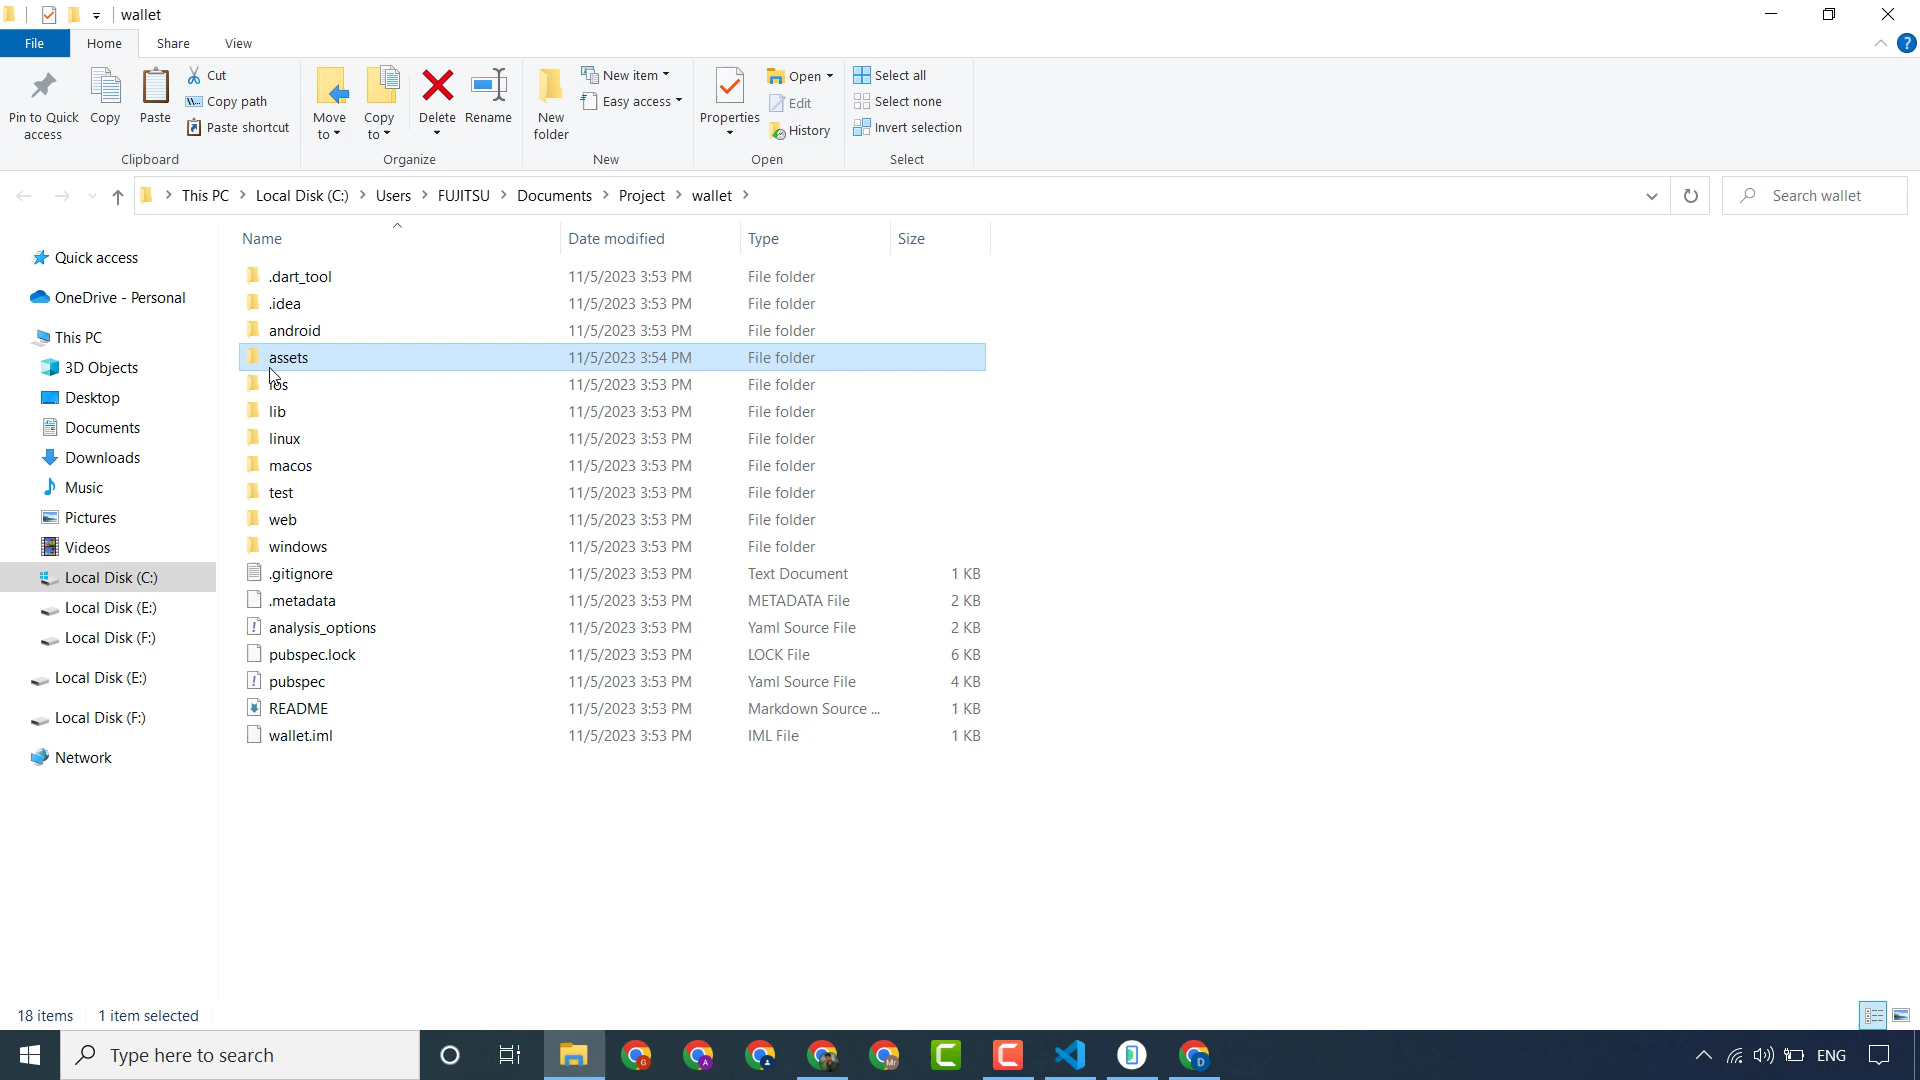 wallet
File Home Share View
Pin to Quick access
Copy
Paste
Cut
Copy path
Paste shortcut
Clipboard
Move to
Copy to
Delete
Rename
Organize
New folder
New item
Easy access
New
Properties
Open
Edit
History
Open
Select all
Select none
Invert selection
Select
This PC Local Disk (C:) Users FUJITSU Documents Project wallet
Search wallet
Quick access
OneDrive - Personal
This PC
3D Objects
Desktop
Documents
Downloads
Music
Pictures
Videos
Local Disk (C:)
Local Disk (E:)
Local Disk (F:)
Local Disk (E:)
Local Disk (F:)
Network
Name Date modified Type Size
.dart_tool 11/5/2023 3:53 PM File folder
.idea 11/5/2023 3:53 PM File folder
android 11/5/2023 3:53 PM File folder
assets 11/5/2023 3:54 PM File folder
ios 11/5/2023 3:53 PM File folder
lib 11/5/2023 3:53 PM File folder
linux 11/5/2023 3:53 PM File folder
macos 11/5/2023 3:53 PM File folder
test 11/5/2023 3:53 PM File folder
web 11/5/2023 3:53 PM File folder
windows 11/5/2023 3:53 PM File folder
.gitignore 11/5/2023 3:53 PM Text Document 1 KB
.metadata 11/5/2023 3:53 PM METADATA File 2 KB
analysis_options 11/5/2023 3:53 PM Yaml Source File 2 KB
pubspec.lock 11/5/2023 3:53 PM LOCK File 6 KB
pubspec 11/5/2023 3:53 PM Yaml Source File 4 KB
README 11/5/2023 3:53 PM Markdown Source ... 1 KB
wallet.iml 11/5/2023 3:53 PM IML File 1 KB
18 items 1 item selected
Type here to search
ENG